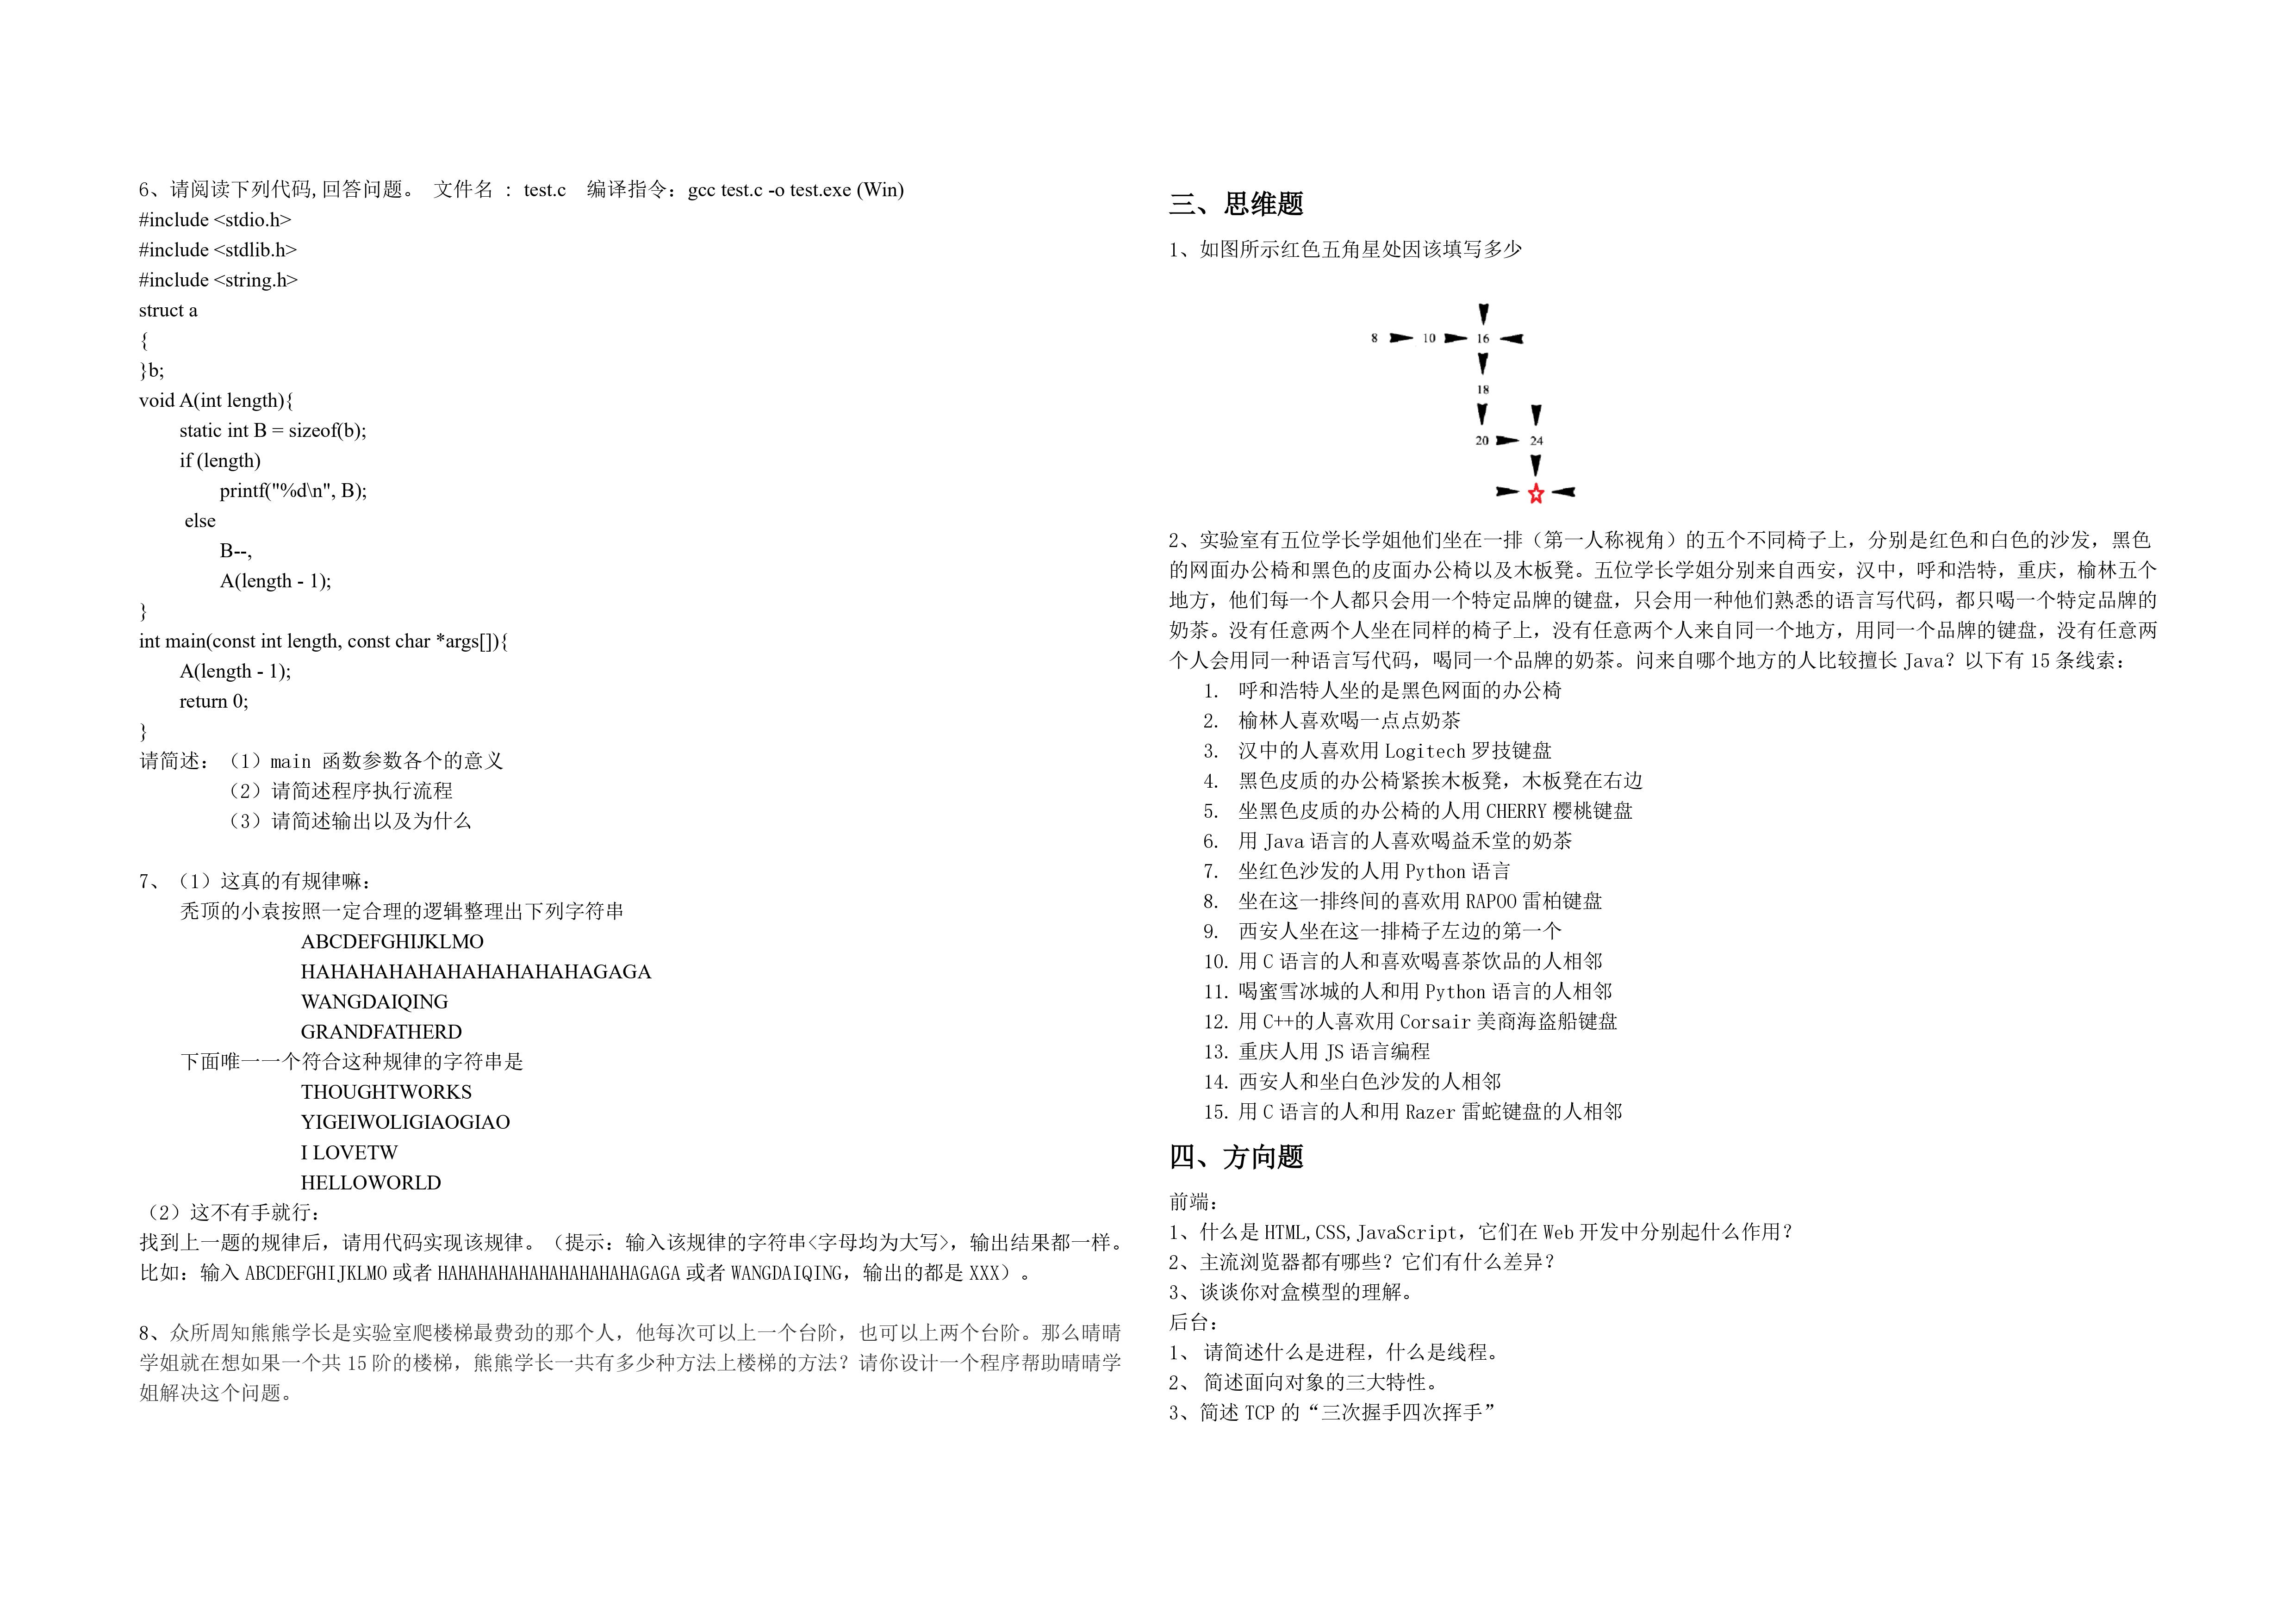 6、请阅读下列代码,回答问题。 文件名 : test.c 编译指令：gcc test.c -o test.exe (Win)
#include <stdio.h>
#include <stdlib.h>
#include <string.h>
struct a
{
}b;
void A(int length){
static int B = sizeof(b);
if (length)
printf("%d\n", B);
else
B--,
A(length - 1);
}
int main(const int length, const char *args[]){
A(length - 1);
return 0;
}
请简述：（1）main 函数参数各个的意义
（2）请简述程序执行流程
（3）请简述输出以及为什么
7、（1）这真的有规律嘛：
秃顶的小袁按照一定合理的逻辑整理出下列字符串
ABCDEFGHIJKLMO
HAHAHAHAHAHAHAHAHAHAGAGA
WANGDAIQING
GRANDFATHERD
下面唯一一个符合这种规律的字符串是
THOUGHTWORKS
YIGEIWOLIGIAOGIAO
I LOVETW
HELLOWORLD
（2）这不有手就行：
找到上一题的规律后，请用代码实现该规律。（提示：输入该规律的字符串<字母均为大写>，输出结果都一样。
比如：输入 ABCDEFGHIJKLMO 或者 HAHAHAHAHAHAHAHAHAHAGAGA 或者 WANGDAIQING，输出的都是 XXX）。
8、众所周知熊熊学长是实验室爬楼梯最费劲的那个人，他每次可以上一个台阶，也可以上两个台阶。那么晴晴
学姐就在想如果一个共 15 阶的楼梯，熊熊学长一共有多少种方法上楼梯的方法？请你设计一个程序帮助晴晴学
姐解决这个问题。
三、思维题
1、如图所示红色五角星处因该填写多少
8 10 16
18
20 24
2、实验室有五位学长学姐他们坐在一排（第一人称视角）的五个不同椅子上，分别是红色和白色的沙发，黑色
的网面办公椅和黑色的皮面办公椅以及木板凳。五位学长学姐分别来自西安，汉中，呼和浩特，重庆，榆林五个
地方，他们每一个人都只会用一个特定品牌的键盘，只会用一种他们熟悉的语言写代码，都只喝一个特定品牌的
奶茶。没有任意两个人坐在同样的椅子上，没有任意两个人来自同一个地方，用同一个品牌的键盘，没有任意两
个人会用同一种语言写代码，喝同一个品牌的奶茶。问来自哪个地方的人比较擅长 Java？以下有 15 条线索：
1. 呼和浩特人坐的是黑色网面的办公椅
2. 榆林人喜欢喝一点点奶茶
3. 汉中的人喜欢用 Logitech 罗技键盘
4. 黑色皮质的办公椅紧挨木板凳，木板凳在右边
5. 坐黑色皮质的办公椅的人用 CHERRY 樱桃键盘
6. 用 Java 语言的人喜欢喝益禾堂的奶茶
7. 坐红色沙发的人用 Python 语言
8. 坐在这一排终间的喜欢用 RAPOO 雷柏键盘
9. 西安人坐在这一排椅子左边的第一个
10. 用 C 语言的人和喜欢喝喜茶饮品的人相邻
11. 喝蜜雪冰城的人和用 Python 语言的人相邻
12. 用 C++的人喜欢用 Corsair 美商海盗船键盘
13. 重庆人用 JS 语言编程
14. 西安人和坐白色沙发的人相邻
15. 用 C 语言的人和用 Razer 雷蛇键盘的人相邻
四、方向题
前端：
1、什么是 HTML,CSS,JavaScript，它们在 Web 开发中分别起什么作用？
2、主流浏览器都有哪些？它们有什么差异？
3、谈谈你对盒模型的理解。
后台：
1、 请简述什么是进程，什么是线程。
2、 简述面向对象的三大特性。
3、简述 TCP 的“三次握手四次挥手”